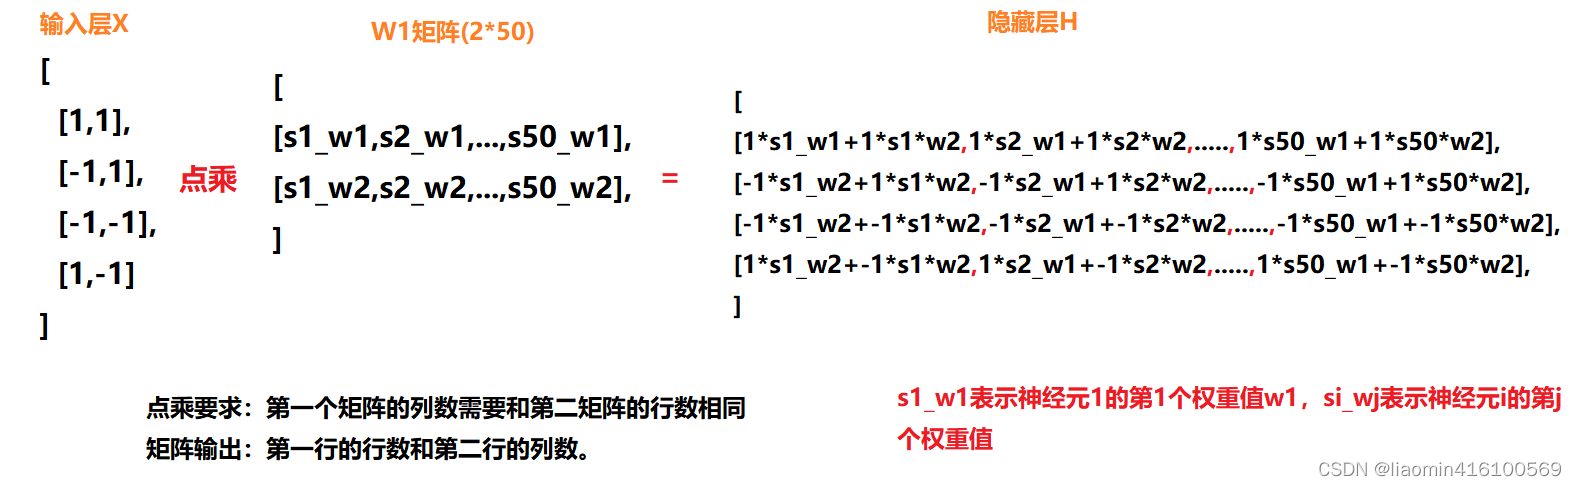 输入层X
W1矩阵(2*50)
隐藏层H
[
[1,1],
[-1,1],
[-1,-1],
[1,-1]
]
点乘
[
[s1_w1,s2_w1,...,s50_w1],
[s1_w2,s2_w2,...,s50_w2],
]
=
[
[1*s1_w1+1*s1*w2,1*s2_w1+1*s2*w2,.....,1*s50_w1+1*s50*w2],
[-1*s1_w2+1*s1*w2,-1*s2_w1+1*s2*w2,.....,-1*s50_w1+1*s50*w2],
[-1*s1_w2+-1*s1*w2,-1*s2_w1+-1*s2*w2,.....,-1*s50_w1+-1*s50*w2],
[1*s1_w2+-1*s1*w2,1*s2_w1+-1*s2*w2,.....,1*s50_w1+-1*s50*w2],
]
点乘要求：第一个矩阵的列数需要和第二矩阵的行数相同
矩阵输出：第一行的行数和第二行的列数。
s1_w1表示神经元1的第1个权重值w1，si_wj表示神经元i的第j
个权重值
CSDN @liaomin416100569